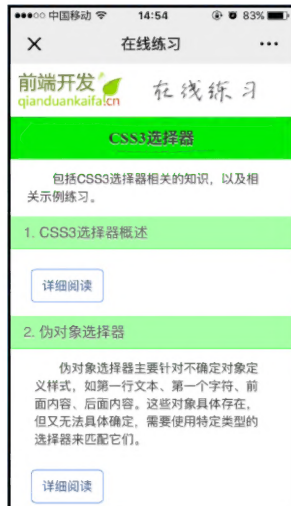 中国移动 14:54 83%
在线练习
前端开发
qianduankaifa.cn
在线练习
CSS3选择器
包括CSS3选择器相关的知识，以及相
关示例练习。
1. CSS3选择器概述
详细阅读
2. 伪对象选择器
伪对象选择器主要针对不确定对象定
义样式，如第一行文本、第一个字符、前
面内容、后面内容。这些对象具体存在，
但又无法具体确定，需要使用特定类型的
选择器来匹配它们。
详细阅读